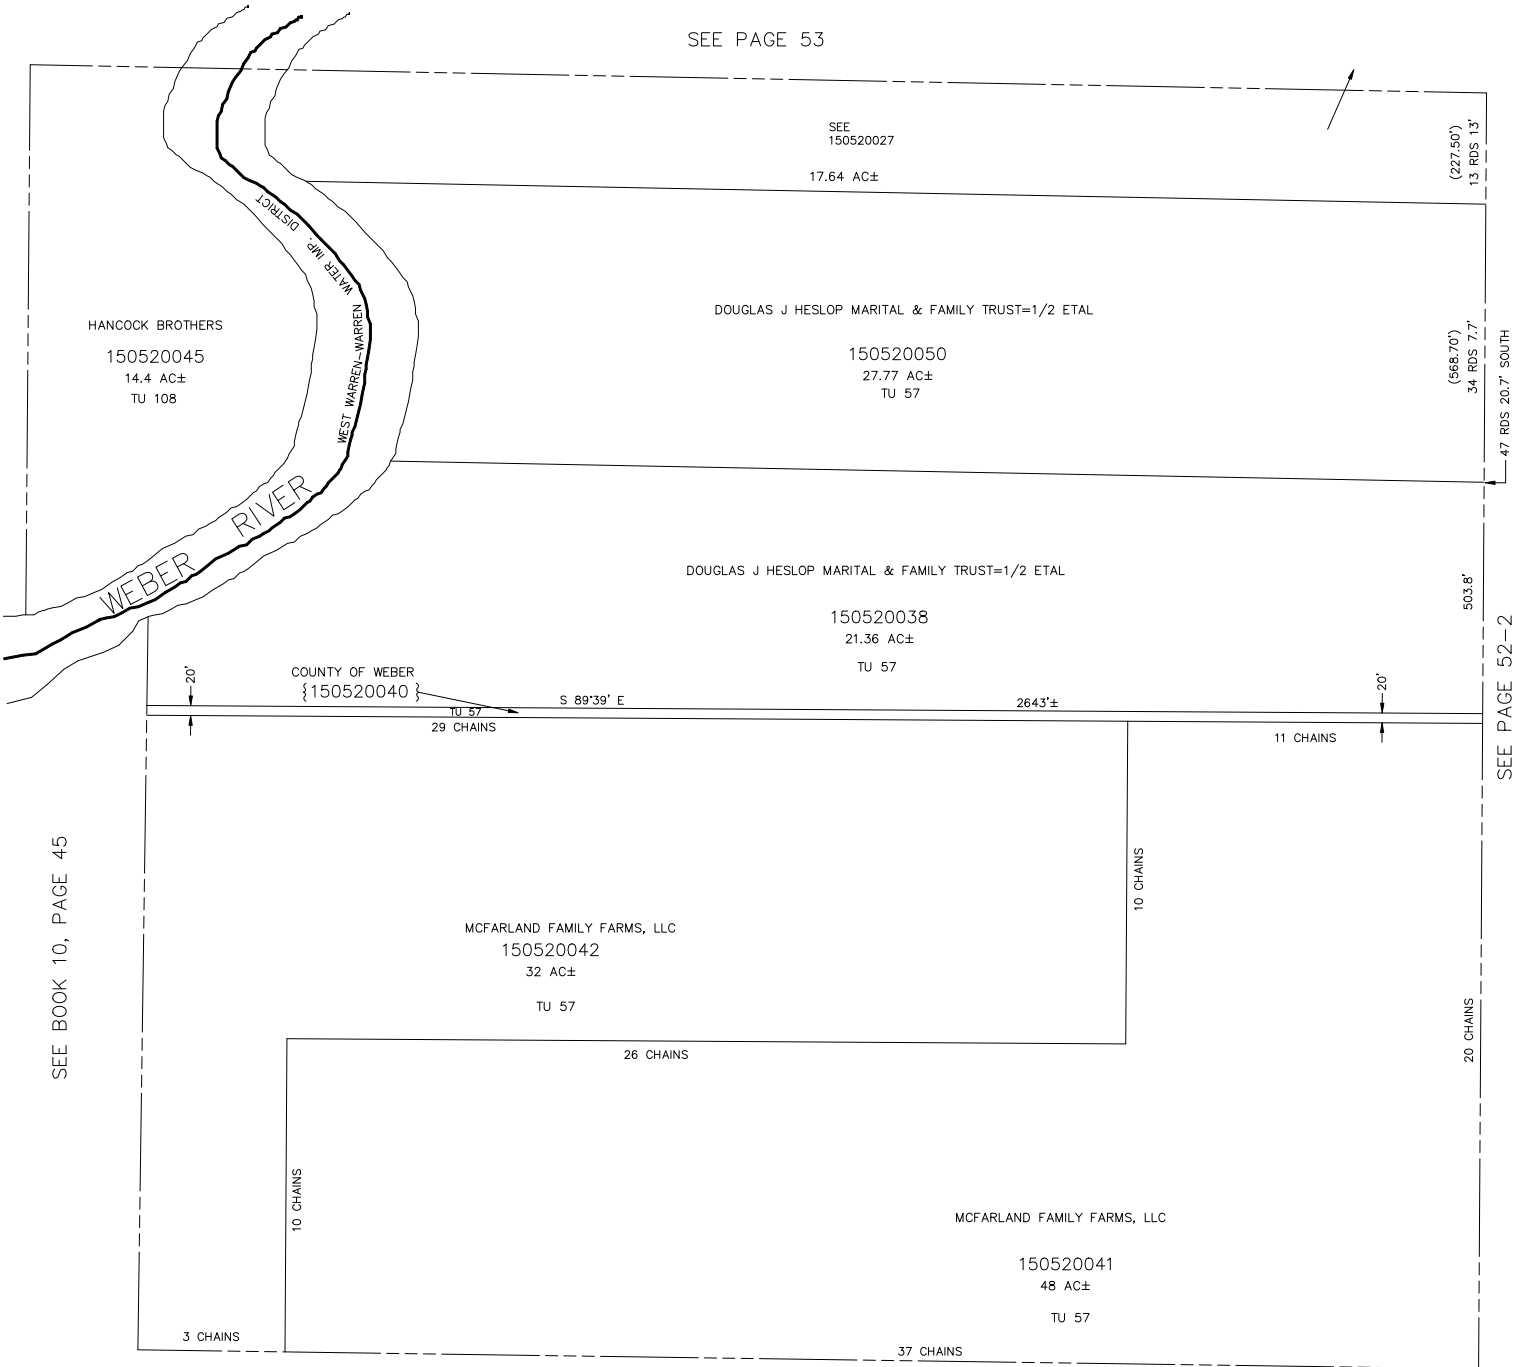 SEE PAGE 53
SEE
150520027
17.64 AC±
(227.50')
13 RDS 13'
WATER IMP. DISTRICT
WEST WARREN-WARREN
HANCOCK BROTHERS
150520045
14.4 AC±
TU 108
DOUGLAS J HESLOP MARITAL & FAMILY TRUST=1/2 ETAL
150520050
27.77 AC±
TU 57
(568.70')
34 RDS 7.7'
47 RDS 20.7' SOUTH
WEBER RIVER
DOUGLAS J HESLOP MARITAL & FAMILY TRUST=1/2 ETAL
150520038
21.36 AC±
TU 57
503.8'
SEE PAGE 52-2
20'
COUNTY OF WEBER
{150520040}
S 89°39' E
2643'±
20'
TU 57
29 CHAINS
11 CHAINS
10 CHAINS
SEE BOOK 10, PAGE 45
MCFARLAND FAMILY FARMS, LLC
150520042
32 AC±
TU 57
26 CHAINS
20 CHAINS
10 CHAINS
MCFARLAND FAMILY FARMS, LLC
150520041
48 AC±
TU 57
3 CHAINS
37 CHAINS